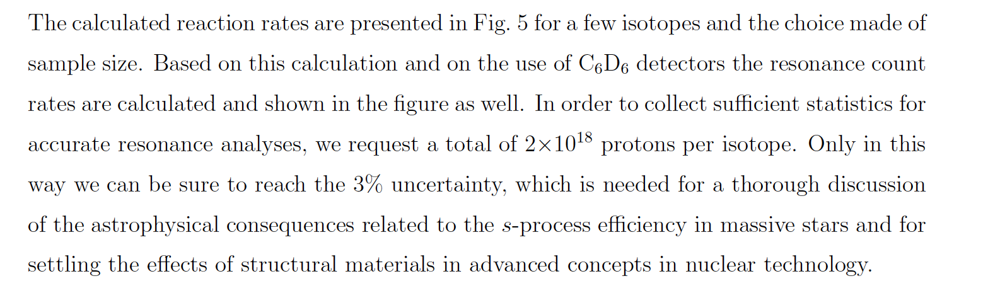 The calculated reaction rates are presented in Fig. 5 for a few isotopes and the choice made of
sample size. Based on this calculation and on the use of C₆D₆ detectors the resonance count
rates are calculated and shown in the figure as well. In order to collect sufficient statistics for
accurate resonance analyses, we request a total of 2×10¹⁸ protons per isotope. Only in this
way we can be sure to reach the 3% uncertainty, which is needed for a thorough discussion
of the astrophysical consequences related to the s-process efficiency in massive stars and for
settling the effects of structural materials in advanced concepts in nuclear technology.